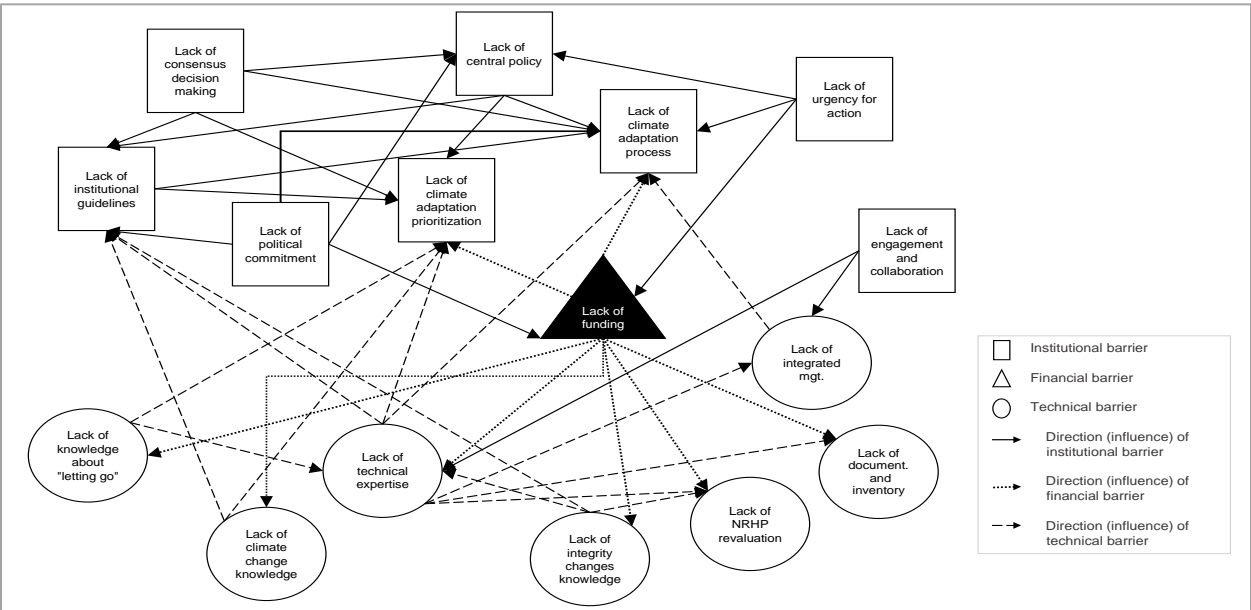 Lack of
consensus
decision
making
Lack of
central policy
Lack of
urgency for
action
Lack of
climate
adaptation
process
Lack of
institutional
guidelines
Lack of
climate
adaptation
prioritization
Lack of
political
commitment
Lack of
engagement
and
collaboration
Lack of
funding
Lack of
integrated
mgt.
Lack of
knowledge
about
"letting go"
Lack of
technical
expertise
Lack of
document.
and
inventory
Lack of
climate
change
knowledge
Lack of
integrity
changes
knowledge
Lack of
NRHP
revaluation
Institutional barrier
Financial barrier
Technical barrier
Direction (influence) of
institutional barrier
Direction (influence) of
financial barrier
Direction (influence) of
technical barrier